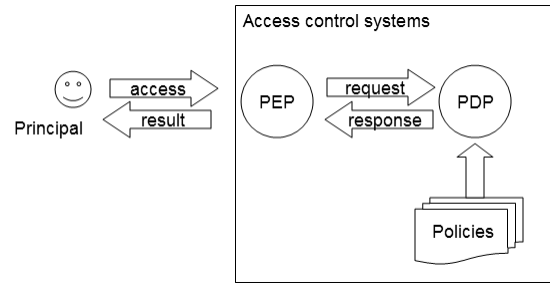 Access control systems
access
request
PEP
PDP
result
response
Principal
Policies